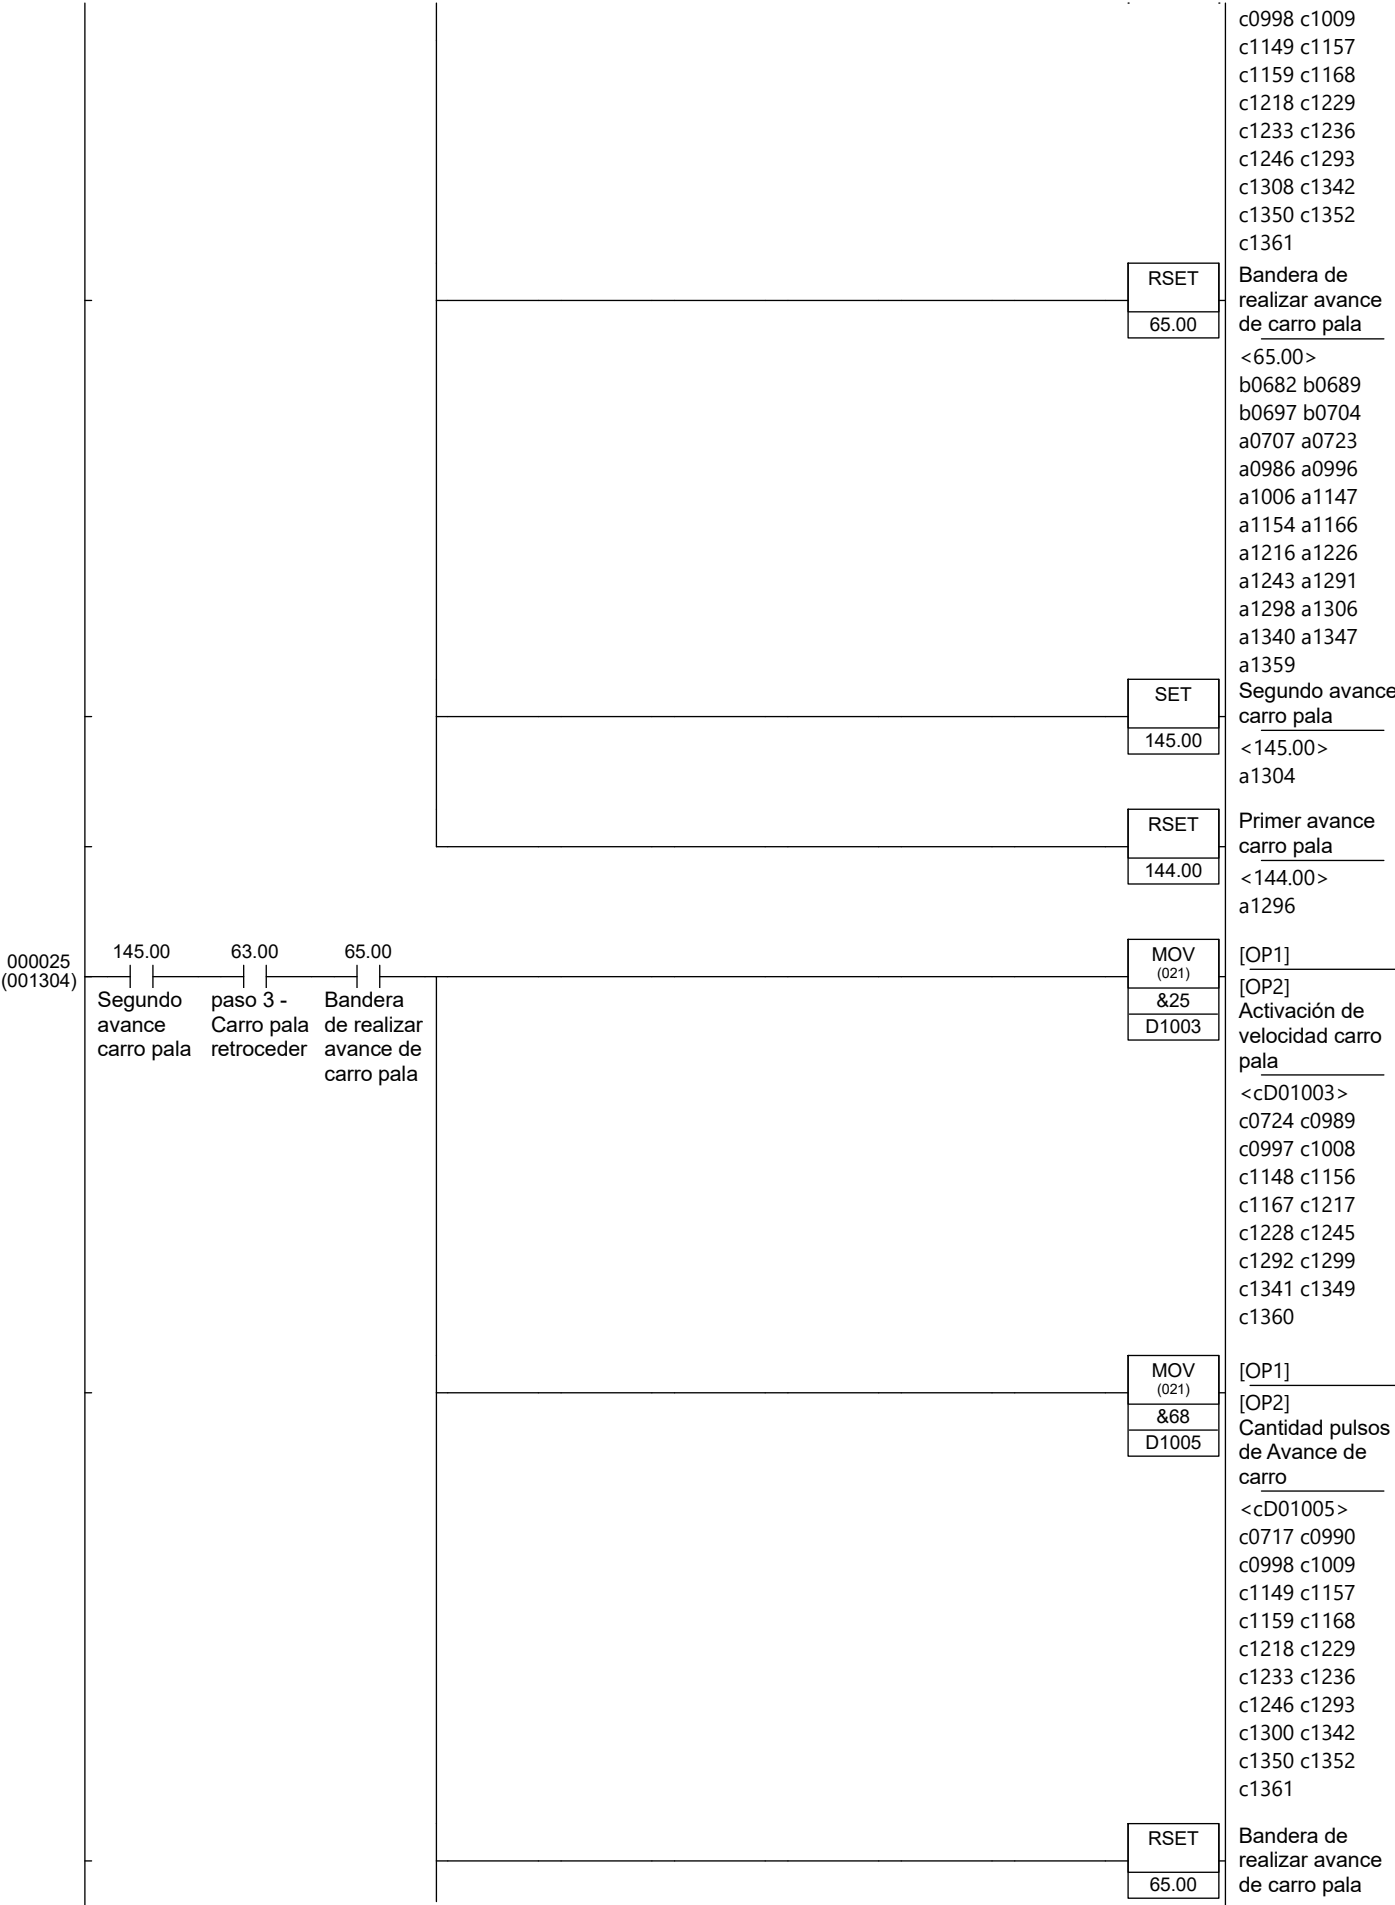 c0998 c1009
c1149 c1157
c1159 c1168
c1218 c1229
c1233 c1236
c1246 c1293
c1308 c1342
c1350 c1352
c1361
RSET
65.00
Bandera de
realizar avance
de carro pala
<65.00>
b0682 b0689
b0697 b0704
a0707 a0723
a0986 a0996
a1006 a1147
a1154 a1166
a1216 a1226
a1243 a1291
a1298 a1306
a1340 a1347
a1359
SET
145.00
Segundo avance
carro pala
<145.00>
a1304
RSET
144.00
Primer avance
carro pala
<144.00>
a1296
000025
(001304)
145.00
Segundo
avance
carro pala
63.00
paso 3 -
Carro pala
retroceder
65.00
Bandera
de realizar
avance de
carro pala
MOV
(021)
&25
D1003
[OP1]
[OP2]
Activación de
velocidad carro
pala
<cD01003>
c0724 c0989
c0997 c1008
c1148 c1156
c1167 c1217
c1228 c1245
c1292 c1299
c1341 c1349
c1360
MOV
(021)
&68
D1005
[OP1]
[OP2]
Cantidad pulsos
de Avance de
carro
<cD01005>
c0717 c0990
c0998 c1009
c1149 c1157
c1159 c1168
c1218 c1229
c1233 c1236
c1246 c1293
c1300 c1342
c1350 c1352
c1361
RSET
65.00
Bandera de
realizar avance
de carro pala